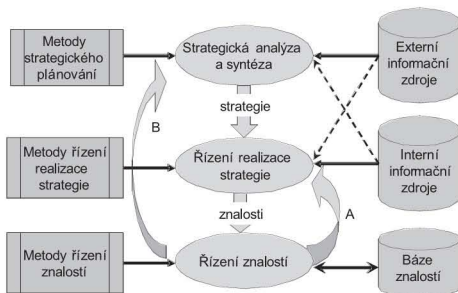 Metody
strategického
plánování
Strategická analýza
a syntéza
Externí
informační
zdroje
B
strategie
Metody řízení
realizace
strategie
Řízení realizace
strategie
Interní
informační
zdroje
znalosti
A
Metody řízení
znalostí
Řízení znalostí
Báze
znalostí